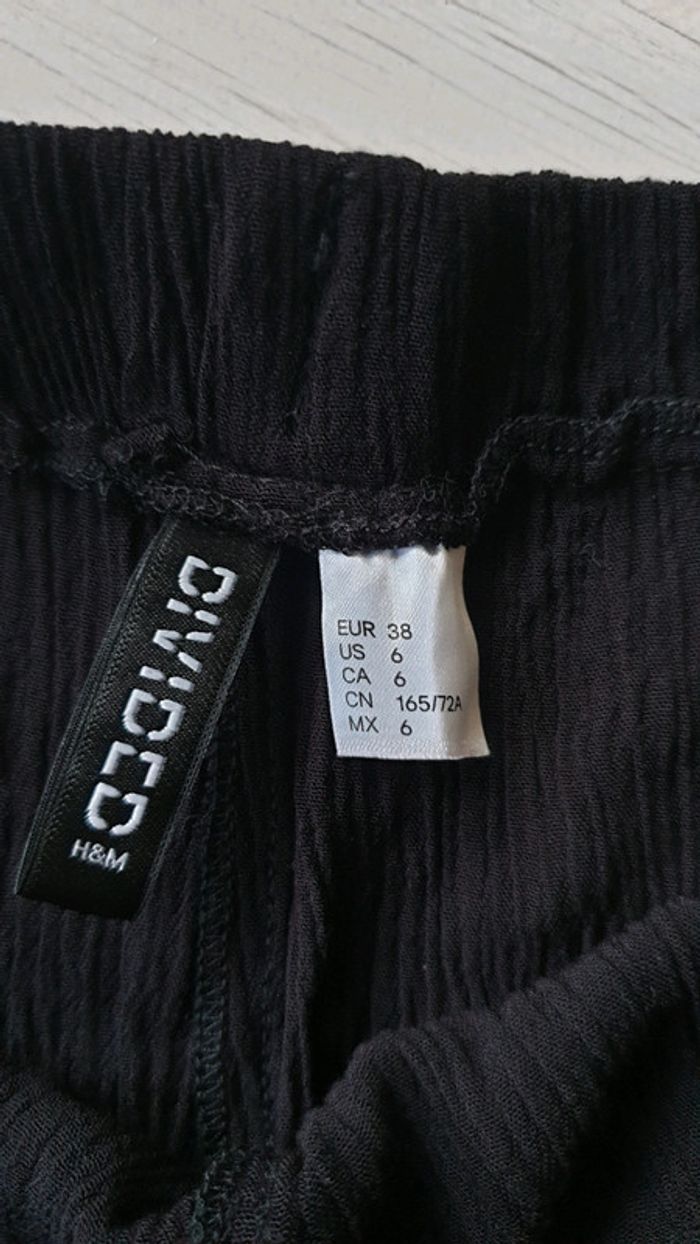 DIVIDED
H&M
EUR 38
US 6
CA 6
CN 165/72A
MX 6